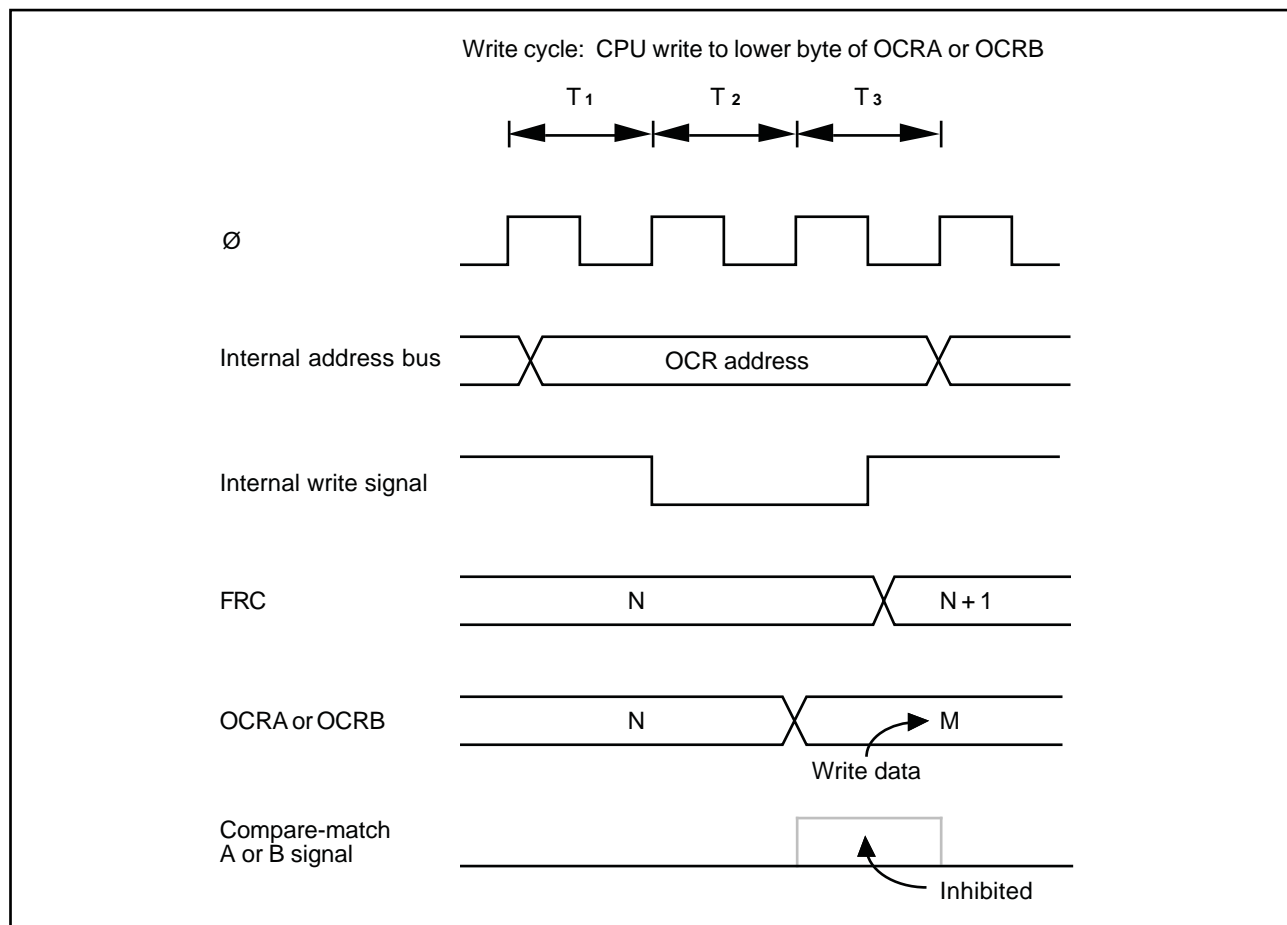 Write cycle: CPU write to lower byte of OCRA or OCRB
T1 T2 T3
Ø
Internal address bus OCR address
Internal write signal
FRC N N + 1
OCRA or OCRB N M
Write data
Compare-match
A or B signal
Inhibited